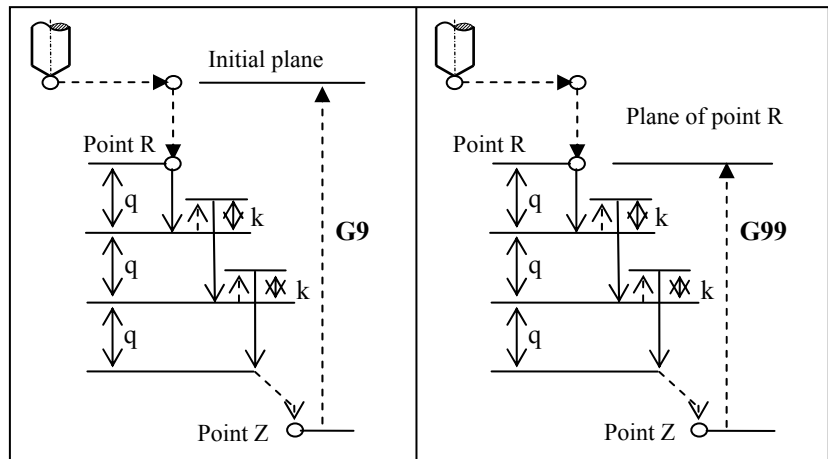 Initial plane
Point R
q
k
G9
q
k
q
Point Z
Plane of point R
Point R
q
k
G99
q
k
q
Point Z